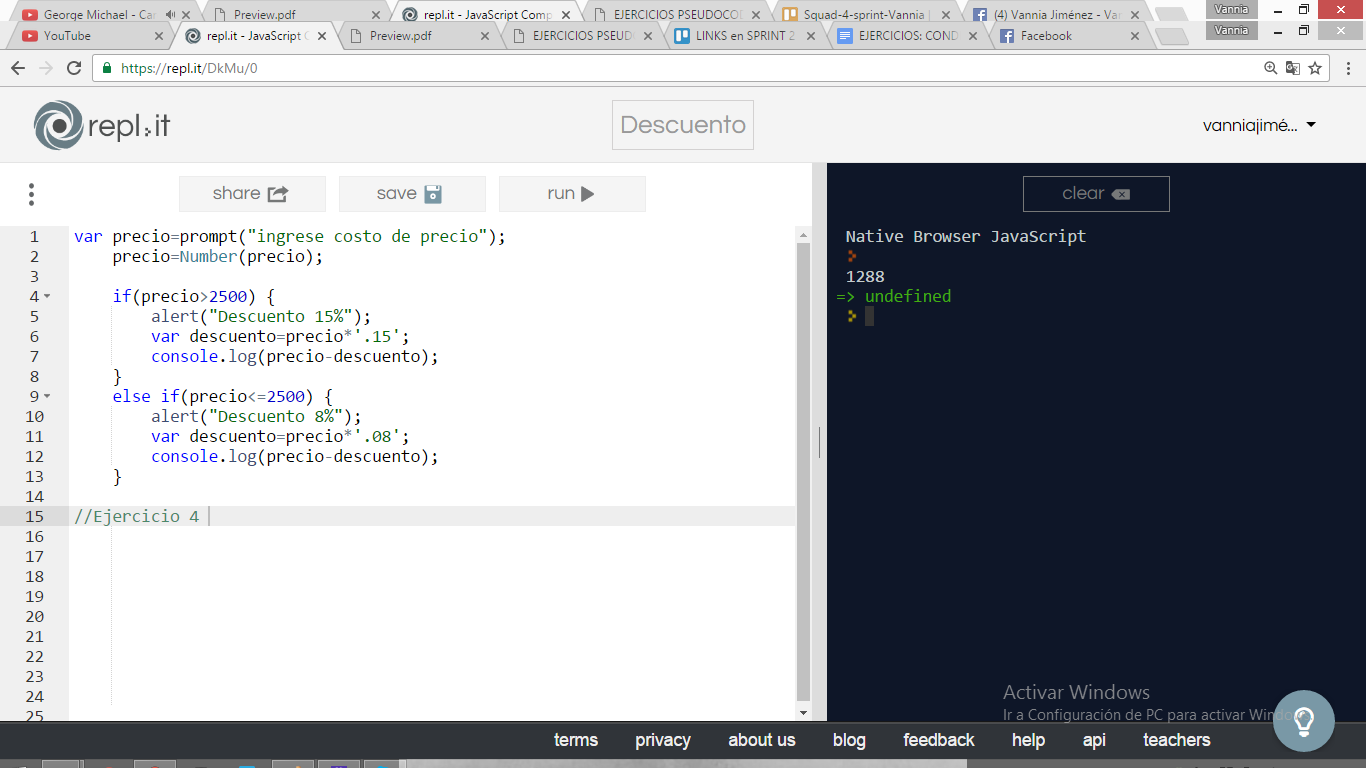 George Michael - Car
Preview.pdf
repl.it - JavaScript Comp
EJERCICIOS PSEUDOCOD
Squad-4-sprint-Vannia |
(4) Vannia Jiménez - Van
Vannia
YouTube
repl.it - JavaScript C
Preview.pdf
EJERCICIOS PSEUD
LINKS en SPRINT 2
EJERCICIOS: COND
Facebook
Vannia
https://repl.it/DkMu/0
repl.it
Descuento
vanniajimé...
share
save
run
clear
1 var precio=prompt("ingrese costo de precio");
2 precio=Number(precio);
3
4 if(precio>2500) {
5 alert("Descuento 15%");
6 var descuento=precio*'.15';
7 console.log(precio-descuento);
8 }
9 else if(precio<=2500) {
10 alert("Descuento 8%");
11 var descuento=precio*'.08';
12 console.log(precio-descuento);
13 }
14
15 //Ejercicio 4
16
17
18
19
20
21
22
23
24
25
Native Browser JavaScript
1288
=> undefined
Activar Windows
Ir a Configuración de PC para activar Windows.
terms privacy about us blog feedback help api teachers